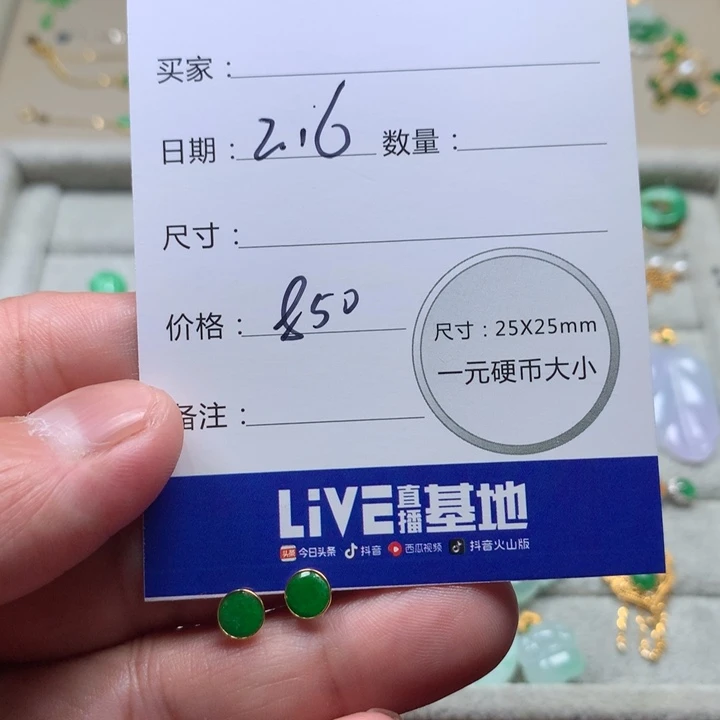 买家：
日期：2.16 数量：
尺寸：
价格：850
尺寸：25X25mm
一元硬币大小
备注：
LiVE直播基地
头条 今日头条 抖音 西瓜视频 抖音火山版